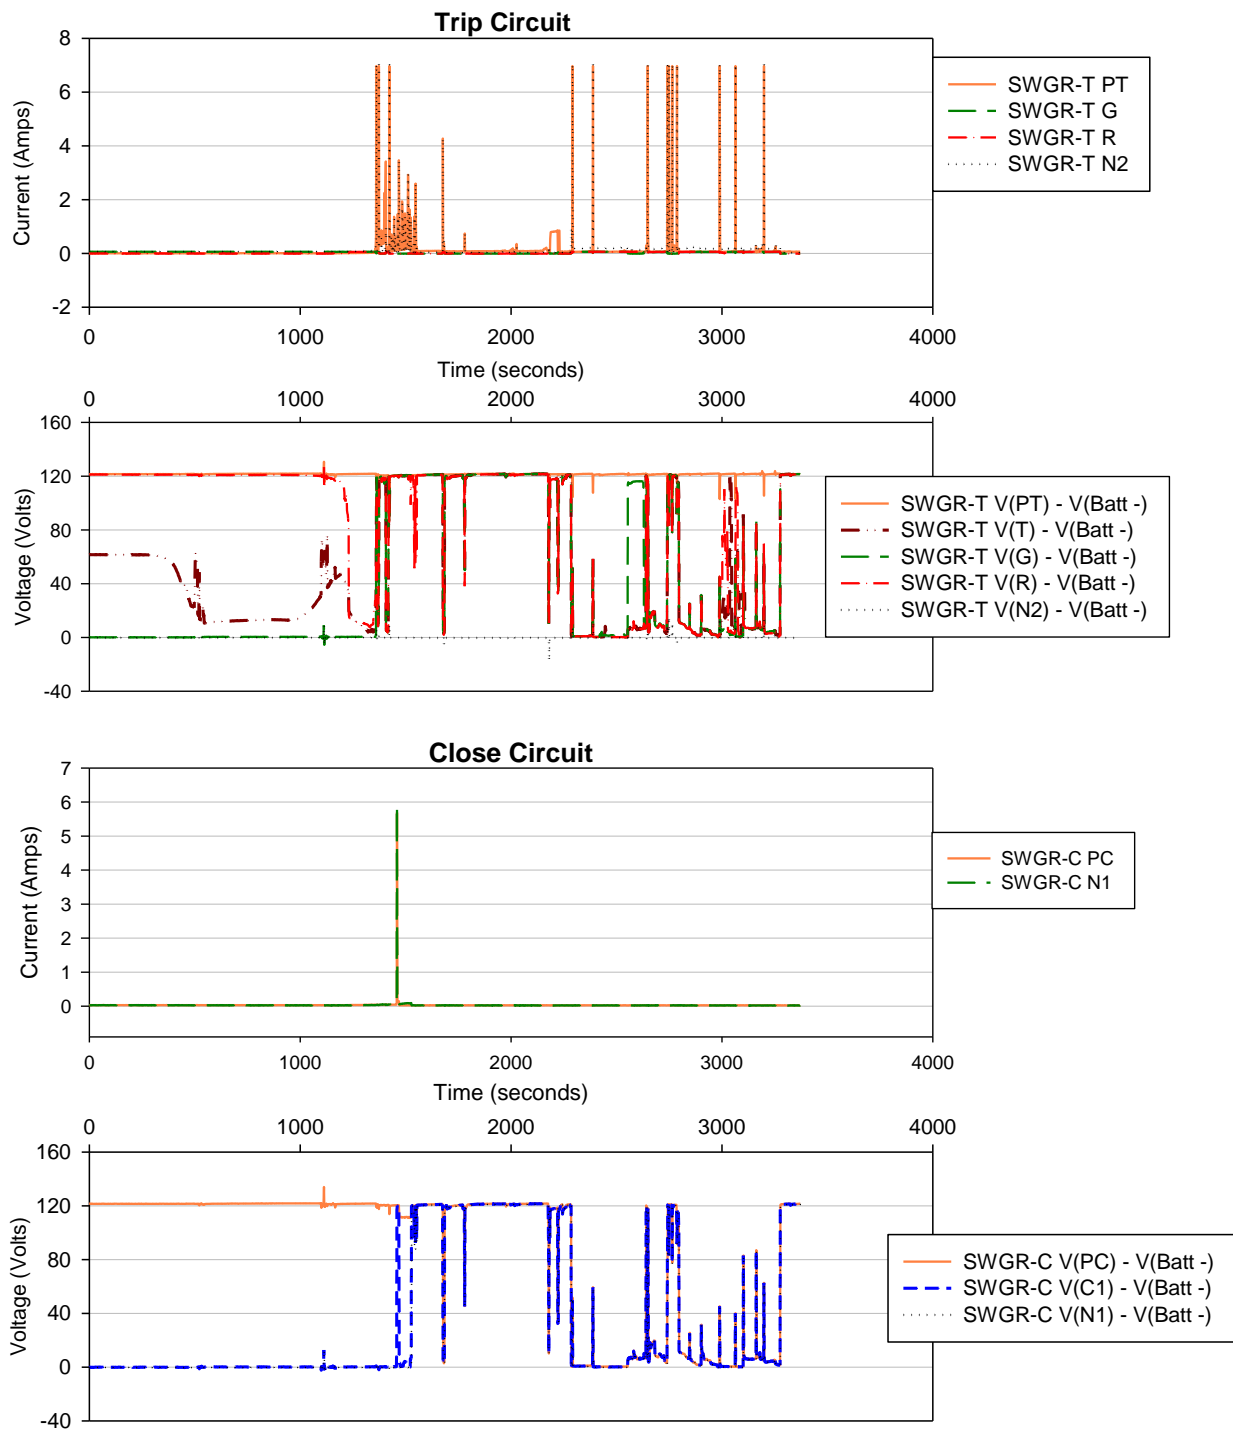 Trip Circuit
8
6
4
2
0
-2
Current (Amps)
0 1000 2000 3000 4000
Time (seconds)
SWGR-T PT
SWGR-T G
SWGR-T R
SWGR-T N2
0 1000 2000 3000 4000
160
120
80
40
0
-40
Voltage (Volts)
SWGR-T V(PT) - V(Batt -)
SWGR-T V(T) - V(Batt -)
SWGR-T V(G) - V(Batt -)
SWGR-T V(R) - V(Batt -)
SWGR-T V(N2) - V(Batt -)
Close Circuit
7
6
5
4
3
2
1
0
Current (Amps)
0 1000 2000 3000 4000
Time (seconds)
SWGR-C PC
SWGR-C N1
0 1000 2000 3000 4000
160
120
80
40
0
-40
Voltage (Volts)
SWGR-C V(PC) - V(Batt -)
SWGR-C V(C1) - V(Batt -)
SWGR-C V(N1) - V(Batt -)